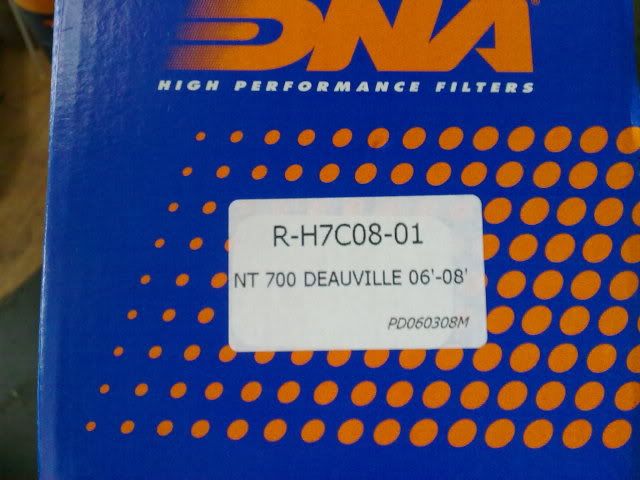 DNA®
HIGH PERFORMANCE FILTERS
R-H7C08-01
NT 700 DEAUVILLE 06'-08'
PD060308M